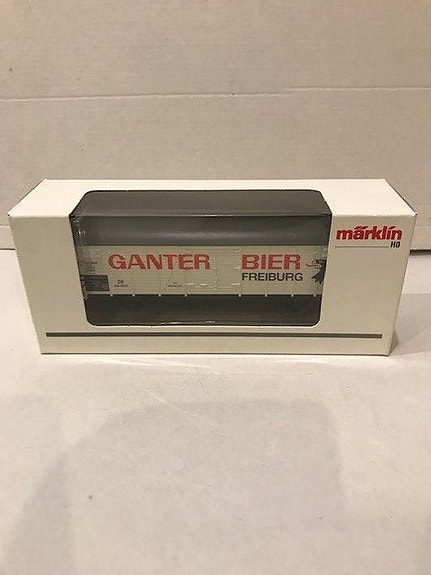 GANTER BIER
FREIBURG
DB
märklin
H0